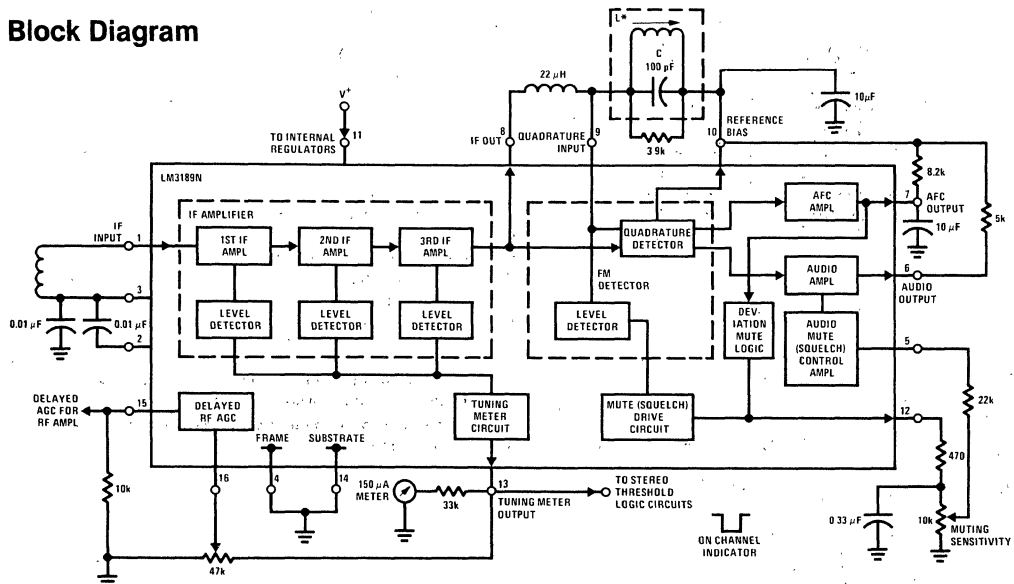 Block Diagram
L*
C
100 pF
22 µH
V+
10µF
8
9
REFERENCE
BIAS
TO INTERNAL
REGULATORS
11
IF OUT
QUADRATURE
INPUT
3 9k
10
LM3189N
8.2k
IF AMPLIFIER
AFC
AMPL
7
AFC
OUTPUT
5k
IF
INPUT
1
1ST IF
AMPL
2ND IF
AMPL
3RD IF
AMPL
QUADRATURE
DETECTOR
10 µF
FM
DETECTOR
AUDIO
AMPL
6
AUDIO
OUTPUT
3
0.01 µF
0.01 µF
2
LEVEL
DETECTOR
LEVEL
DETECTOR
LEVEL
DETECTOR
LEVEL
DETECTOR
DEV-
IATION
MUTE
LOGIC
AUDIO
MUTE
(SQUELCH)
CONTROL
AMPL
5
DELAYED
AGC FOR
RF AMPL
15
DELAYED
RF AGC
TUNING
METER
CIRCUIT
MUTE (SQUELCH)
DRIVE
CIRCUIT
22k
12
FRAME
SUBSTRATE
470
10k
16
4
14
150 µA
METER
33k
13
TUNING METER
OUTPUT
TO STEREO
THRESHOLD
LOGIC CIRCUITS
0 33 µF
10k
MUTING
SENSITIVITY
ON CHANNEL
INDICATOR
47k